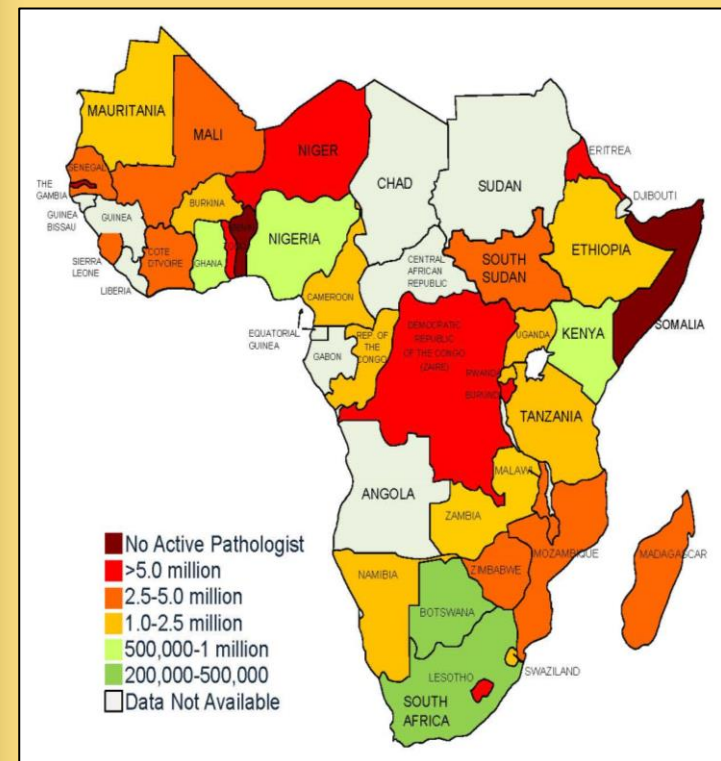 MAURITANIA
MALI
NIGER
CHAD
SUDAN
ERITREA
SENEGAL
THE
GAMBIA
GUINEA
BISSAU
GUINEA
BURKINA
DJIBOUTI
NIGERIA
ETHIOPIA
SIERRA
LEONE
COTE
D'TVOIRE
GHANA
LIBERIA
CENTRAL
AFRICAN
REPUBLIC
SOUTH
SUDAN
SOMALIA
CAMEROON
EQUATORIAL
GUINEA
GABON
REP. OF
THE
CONGO
DEMOCRATIC
REPUBLIC
OF THE CONGO
(ZAIRE)
UGANDA
KENYA
RWAND
BURUND
TANZANIA
ANGOLA
MALAWI
ZAMBIA
MOZAMBIQUE
MADAGASCAR
ZIMBABWE
NAMIBIA
BOTSWANA
SWAZILAND
LESOTHO
SOUTH
AFRICA
No Active Pathologist
>5.0 million
2.5-5.0 million
1.0-2.5 million
500,000-1 million
200,000-500,000
Data Not Available